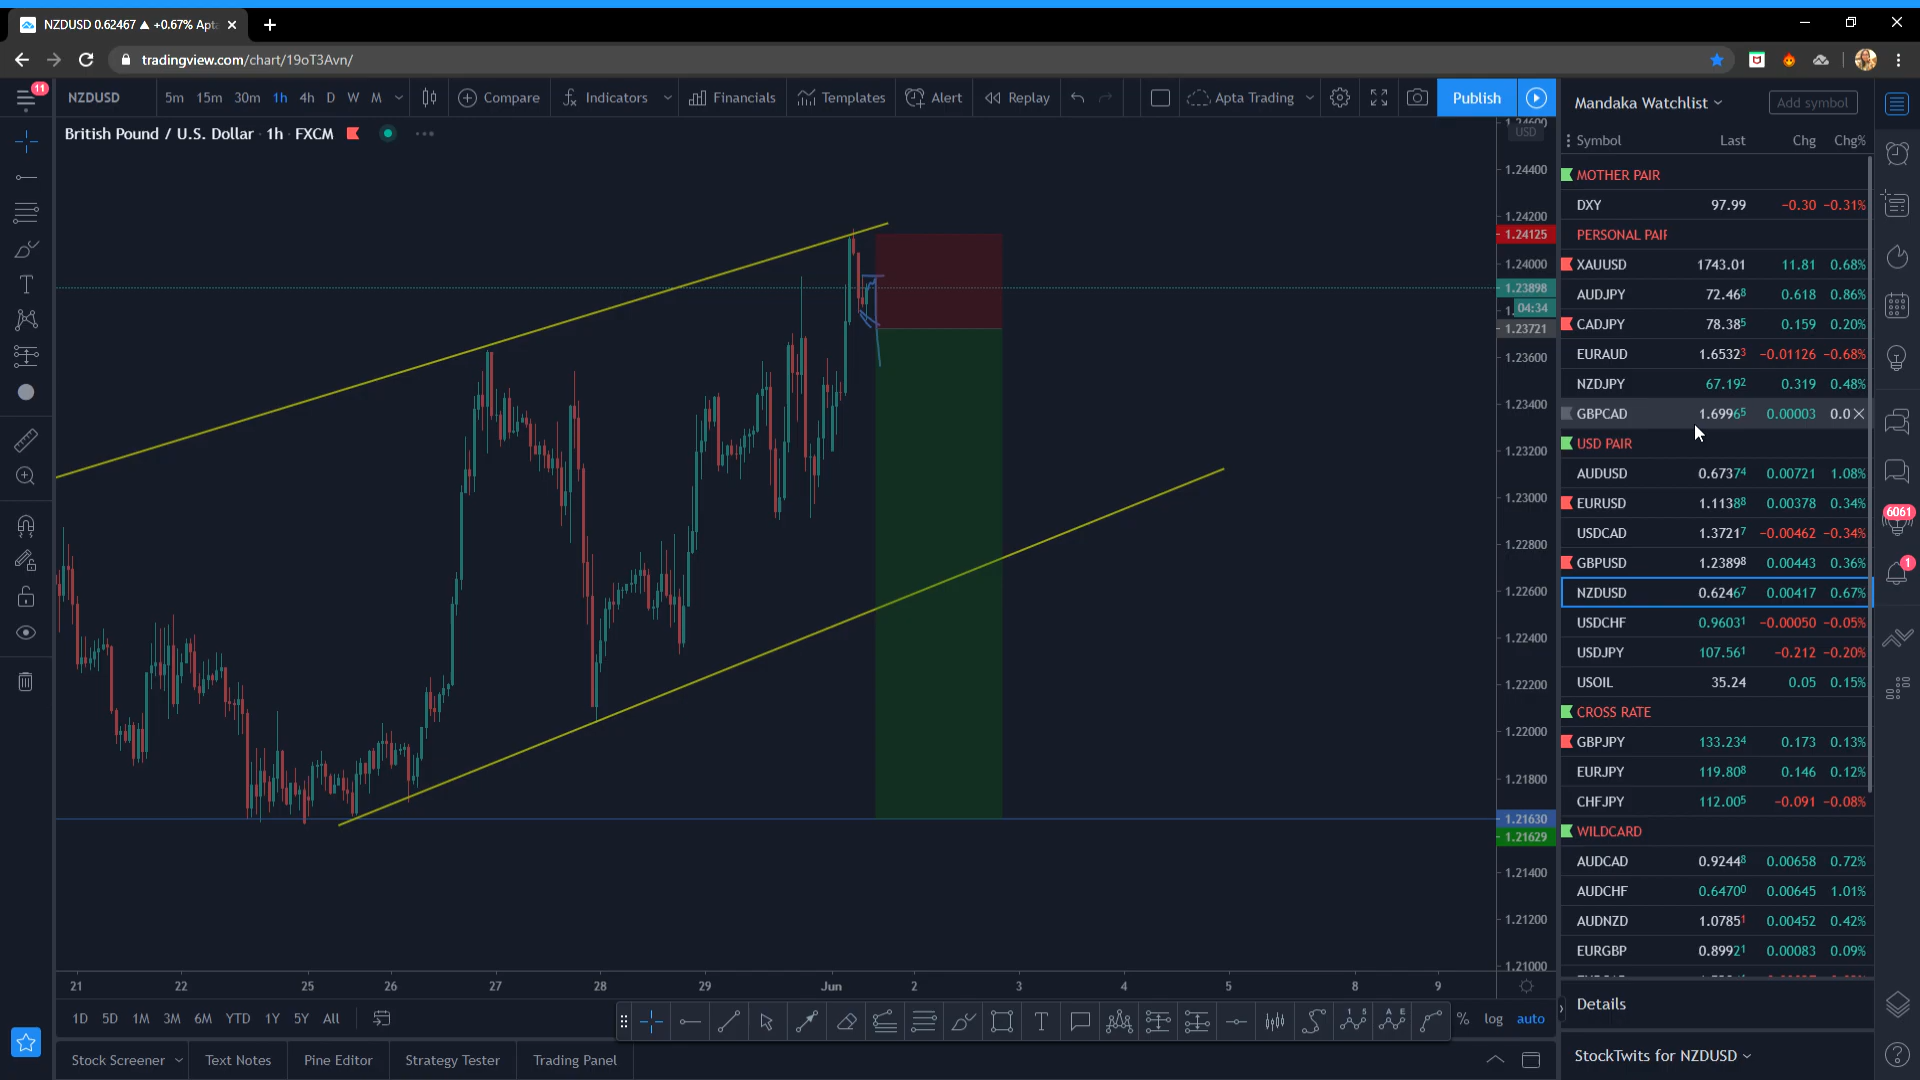 NZDUSD 0.62467 ▲ +0.67% Apta
tradingview.com/chart/19oT3Avn/
11
NZDUSD 5m 15m 30m 1h 4h D W M Compare Indicators Financials Templates Alert Replay Apta Trading Publish
British Pound / U.S. Dollar · 1h · FXCM
USD
1.24400
1.24200
1.24125
1.24000
1.23898
04:34
1.23721
1.23600
1.23400
1.23200
1.23000
1.22800
1.22600
1.22400
1.22200
1.22000
1.21800
1.21630
1.21629
1.21400
1.21200
1.21000
21 22 25 26 27 28 29 Jun 2 3 4 5 8 9
1D 5D 1M 3M 6M YTD 1Y 5Y All
% log auto
Stock Screener Text Notes Pine Editor Strategy Tester Trading Panel
Mandaka Watchlist Add symbol
Symbol Last Chg Chg%
MOTHER PAIR
DXY 97.99 −0.30 −0.31%
PERSONAL PAIR
XAUUSD 1743.01 11.81 0.68%
AUDJPY 72.468 0.618 0.86%
CADJPY 78.385 0.159 0.20%
EURAUD 1.65323 −0.01126 −0.68%
NZDJPY 67.192 0.319 0.48%
GBPCAD 1.69965 0.00003 0.0
USD PAIR
AUDUSD 0.67374 0.00721 1.08%
EURUSD 1.11388 0.00378 0.34%
USDCAD 1.37217 −0.00462 −0.34%
GBPUSD 1.23898 0.00443 0.36%
NZDUSD 0.62467 0.00417 0.67%
USDCHF 0.96031 −0.00050 −0.05%
USDJPY 107.561 −0.212 −0.20%
USOIL 35.24 0.05 0.15%
CROSS RATE
GBPJPY 133.234 0.173 0.13%
EURJPY 119.808 0.146 0.12%
CHFJPY 112.005 −0.091 −0.08%
WILDCARD
AUDCAD 0.92448 0.00658 0.72%
AUDCHF 0.64700 0.00645 1.01%
AUDNZD 1.07851 0.00452 0.42%
EURGBP 0.89921 0.00083 0.09%
Details
StockTwits for NZDUSD
6061
1